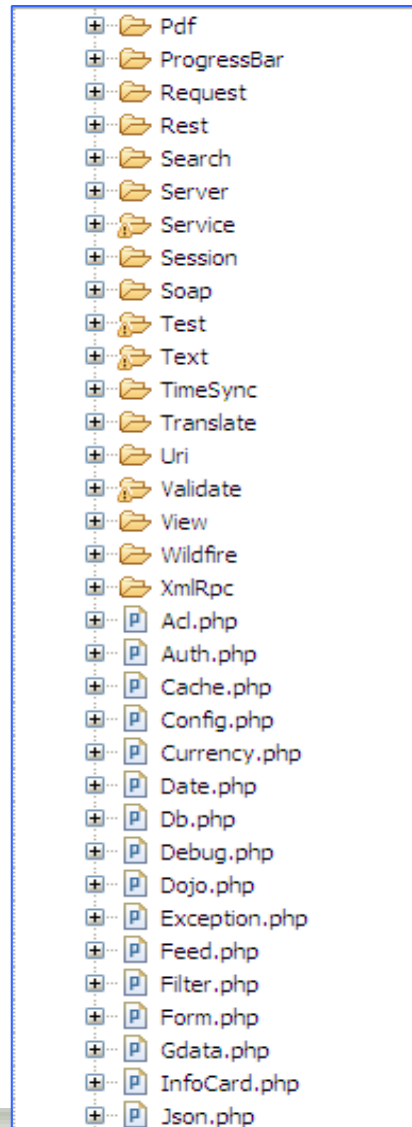 Pdf
ProgressBar
Request
Rest
Search
Server
Service
Session
Soap
Test
Text
TimeSync
Translate
Uri
Validate
View
Wildfire
XmlRpc
Acl.php
Auth.php
Cache.php
Config.php
Currency.php
Date.php
Db.php
Debug.php
Dojo.php
Exception.php
Feed.php
Filter.php
Form.php
Gdata.php
InfoCard.php
Json.php